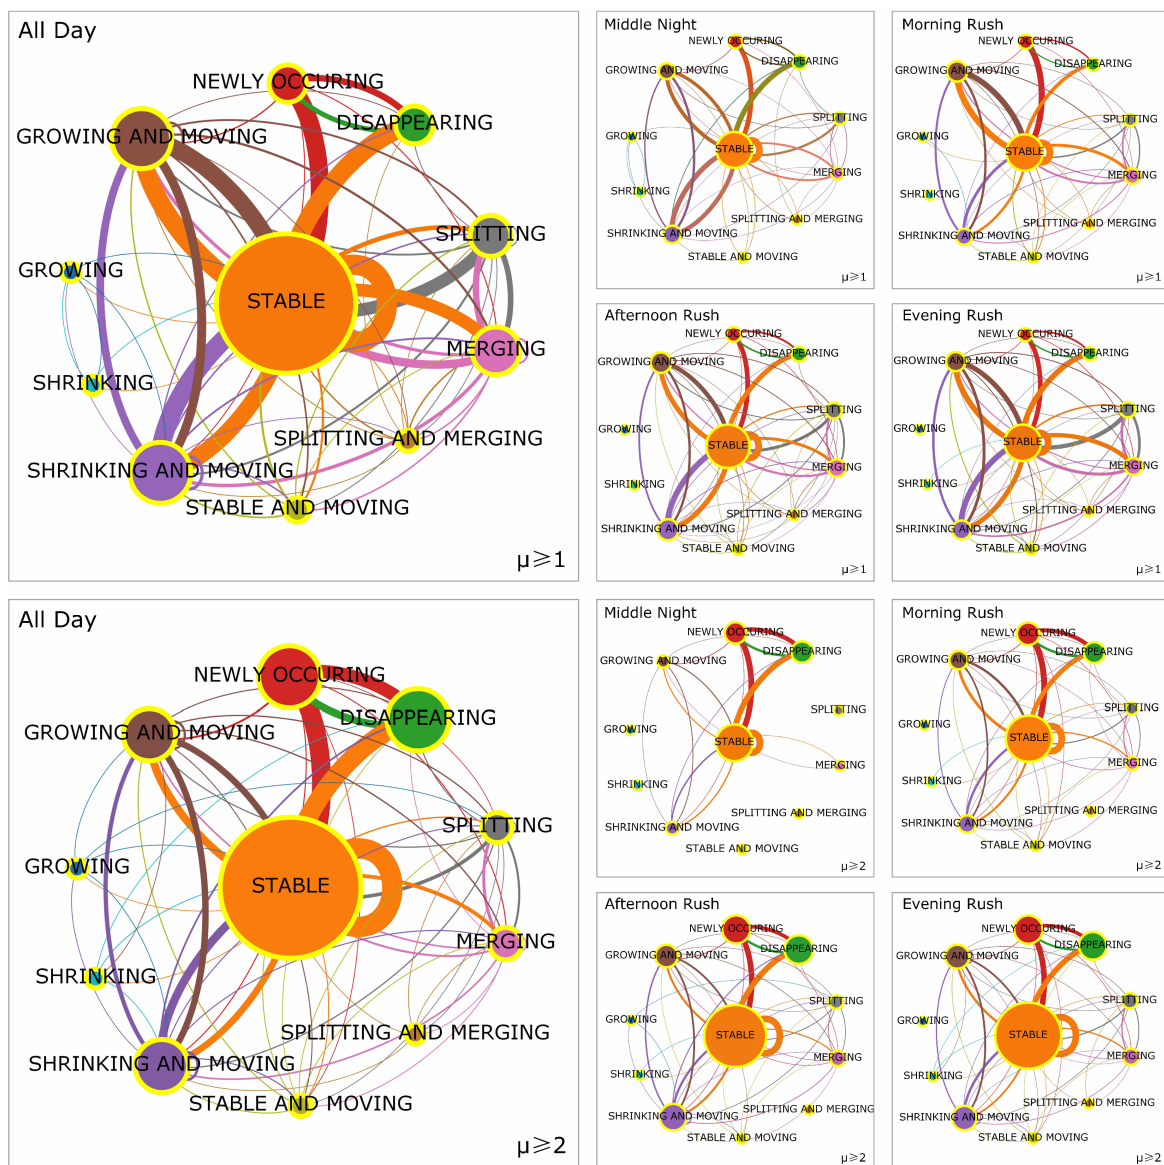 All Day
NEWLY OCCURING
DISAPPEARING
GROWING AND MOVING
SPLITTING
GROWING
STABLE
MERGING
SHRINKING
SPLITTING AND MERGING
SHRINKING AND MOVING
STABLE AND MOVING
μ⩾1
Middle Night
NEWLY OCCURING
DISAPPEARING
GROWING AND MOVING
SPLITTING
GROWING
STABLE
MERGING
SHRINKING
SPLITTING AND MERGING
SHRINKING AND MOVING
STABLE AND MOVING
μ⩾1
Morning Rush
NEWLY OCCURING
DISAPPEARING
GROWING AND MOVING
SPLITTING
GROWING
STABLE
MERGING
SHRINKING
SPLITTING AND MERGING
SHRINKING AND MOVING
STABLE AND MOVING
μ⩾1
Afternoon Rush
NEWLY OCCURING
DISAPPEARING
GROWING AND MOVING
SPLITTING
GROWING
STABLE
MERGING
SHRINKING
SPLITTING AND MERGING
SHRINKING AND MOVING
STABLE AND MOVING
μ⩾1
Evening Rush
NEWLY OCCURING
DISAPPEARING
GROWING AND MOVING
SPLITTING
GROWING
STABLE
MERGING
SHRINKING
SPLITTING AND MERGING
SHRINKING AND MOVING
STABLE AND MOVING
μ⩾1
All Day
NEWLY OCCURING
DISAPPEARING
GROWING AND MOVING
SPLITTING
GROWING
STABLE
MERGING
SHRINKING
SPLITTING AND MERGING
SHRINKING AND MOVING
STABLE AND MOVING
μ⩾2
Middle Night
NEWLY OCCURING
DISAPPEARING
GROWING AND MOVING
SPLITTING
GROWING
STABLE
MERGING
SHRINKING
SPLITTING AND MERGING
SHRINKING AND MOVING
STABLE AND MOVING
μ⩾2
Morning Rush
NEWLY OCCURING
DISAPPEARING
GROWING AND MOVING
SPLITTING
GROWING
STABLE
MERGING
SHRINKING
SPLITTING AND MERGING
SHRINKING AND MOVING
STABLE AND MOVING
μ⩾2
Afternoon Rush
NEWLY OCCURING
DISAPPEARING
GROWING AND MOVING
SPLITTING
GROWING
STABLE
MERGING
SHRINKING
SPLITTING AND MERGING
SHRINKING AND MOVING
STABLE AND MOVING
μ⩾2
Evening Rush
NEWLY OCCURING
DISAPPEARING
GROWING AND MOVING
SPLITTING
GROWING
STABLE
MERGING
SHRINKING
SPLITTING AND MERGING
SHRINKING AND MOVING
STABLE AND MOVING
μ⩾2